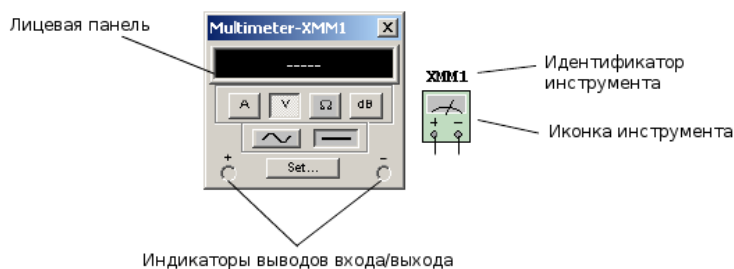 Лицевая панель
Multimeter-XMM1 X
-----
A V Ω dB
+ Set... -
XMM1
+ -
Идентификатор
инструмента
Иконка инструмента
Индикаторы выводов входа/выхода